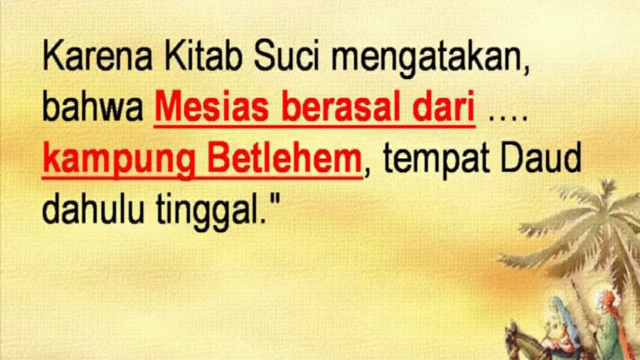 Karena Kitab Suci mengatakan,
bahwa Mesias berasal dari ....
kampung Betlehem, tempat Daud
dahulu tinggal."